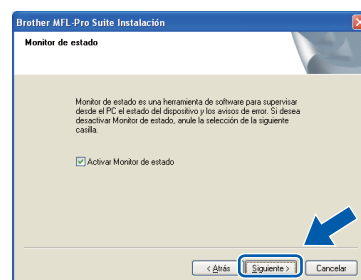 Brother MFL-Pro Suite Instalación
Monitor de estado
Monitor de estado es una herramienta de software para supervisar
desde el PC el estado del dispositivo y los avisos de error. Si desea
desactivar Monitor de estado, anule la selección de la siguiente
casilla.
Activar Monitor de estado
< Atrás
Siguiente >
Cancelar